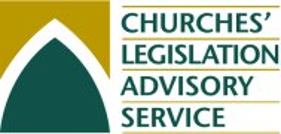 CHURCHES'
LEGISLATION
ADVISORY
SERVICE